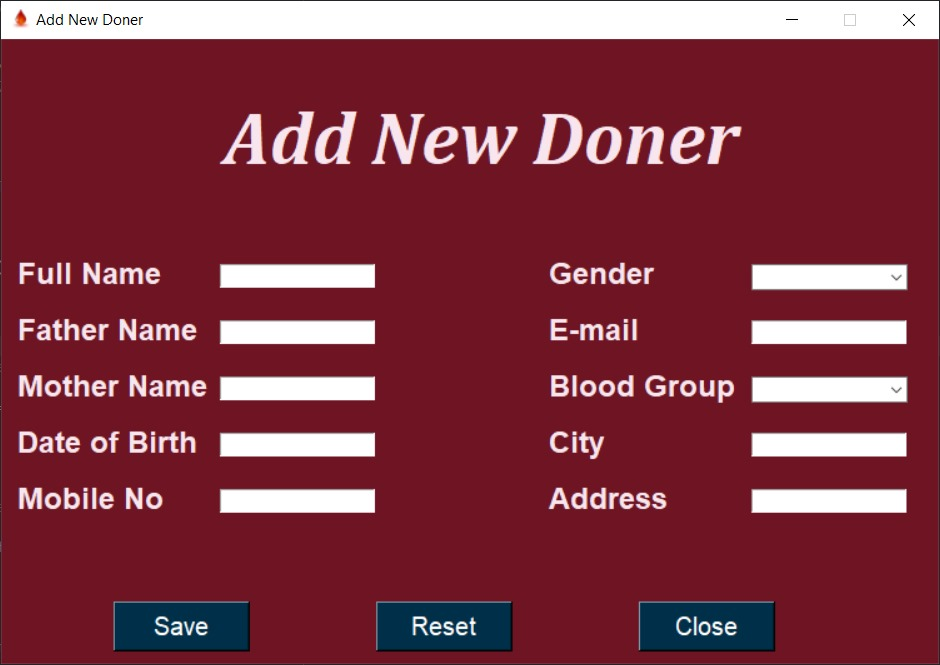 Add New Doner
Add New Doner
Full Name
Gender
Father Name
E-mail
Mother Name
Blood Group
Date of Birth
City
Mobile No
Address
Save
Reset
Close